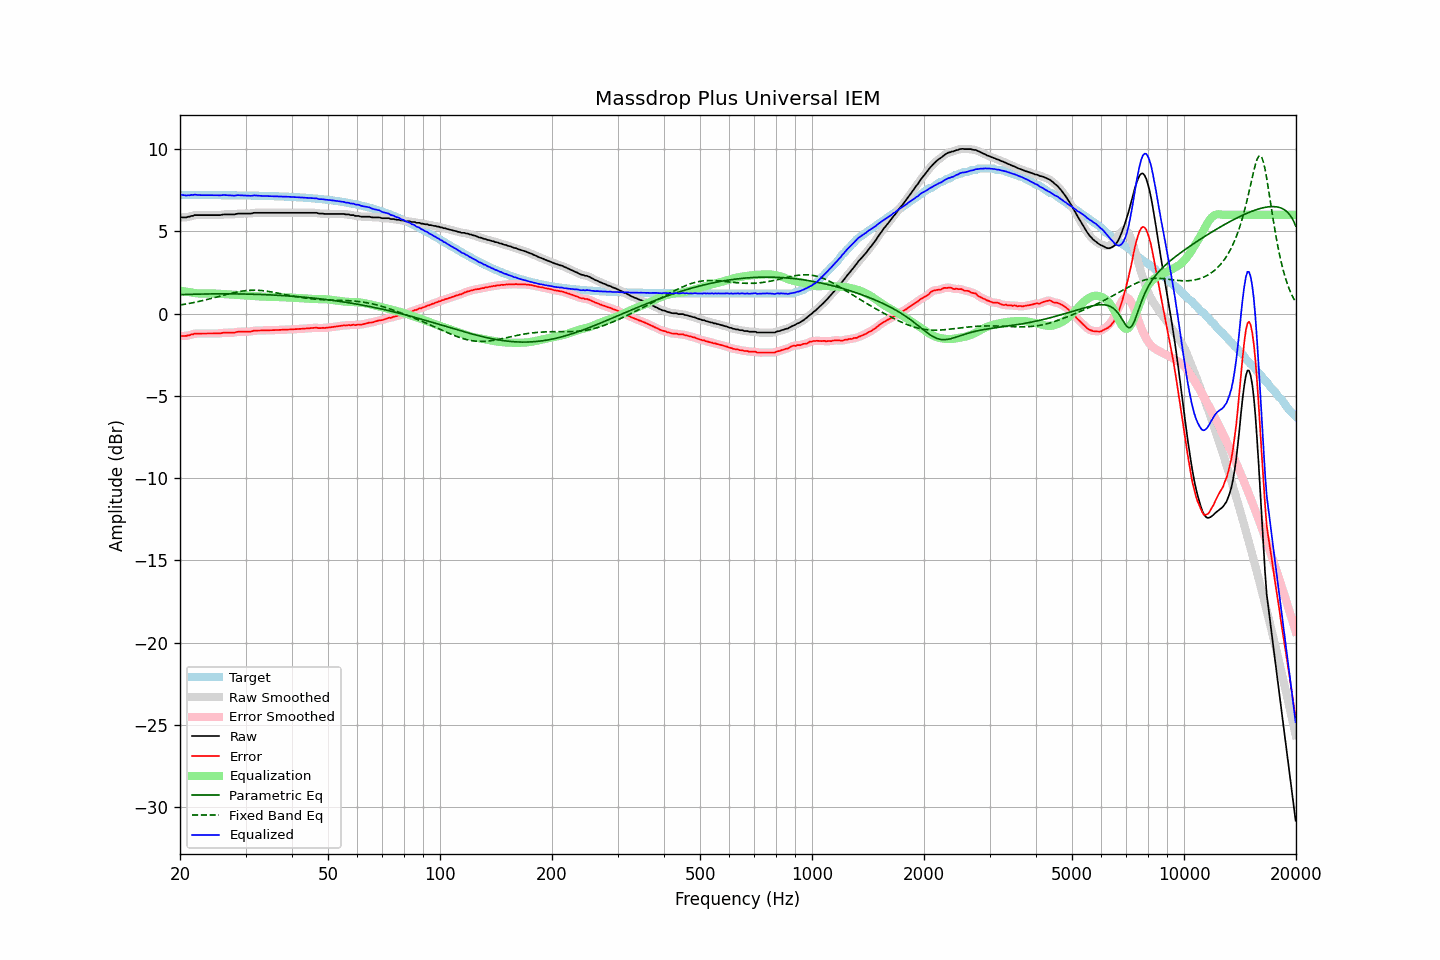 Massdrop Plus Universal IEM
10
5
0
−5
−10
−15
−20
−25
−30
Amplitude (dBr)
Target
Raw Smoothed
Error Smoothed
Raw
Error
Equalization
Parametric Eq
Fixed Band Eq
Equalized
20 50 100 200 500 1000 2000 5000 10000 20000
Frequency (Hz)